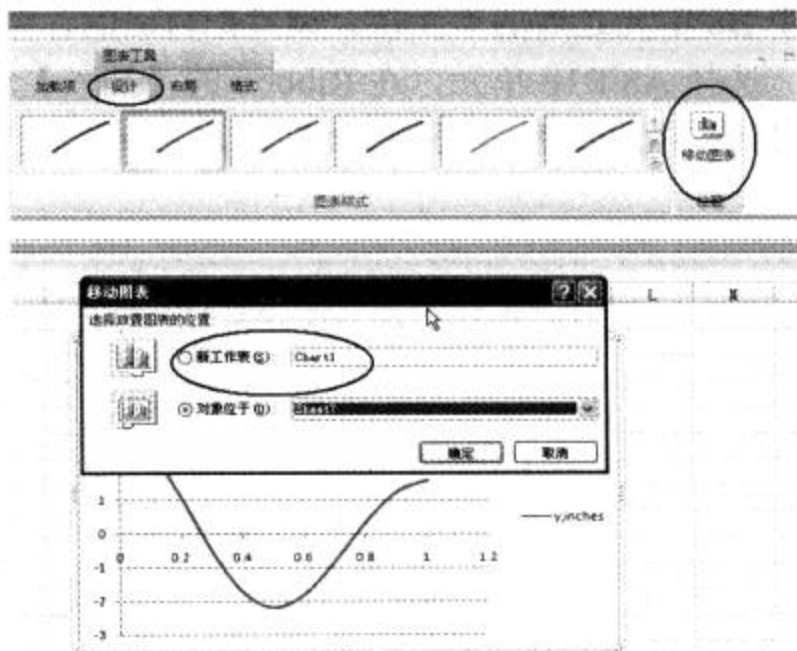 图表工具
加载项 设计 布局 格式
移动图表
图表样式
移动图表
L M
选择放置图表的位置:
新工作表(S): Chart1
对象位于(O):
确定 取消
1
0
0 0.2 0.4 0.6 0.8 1 1.2
-1
-2
-3
y,inches